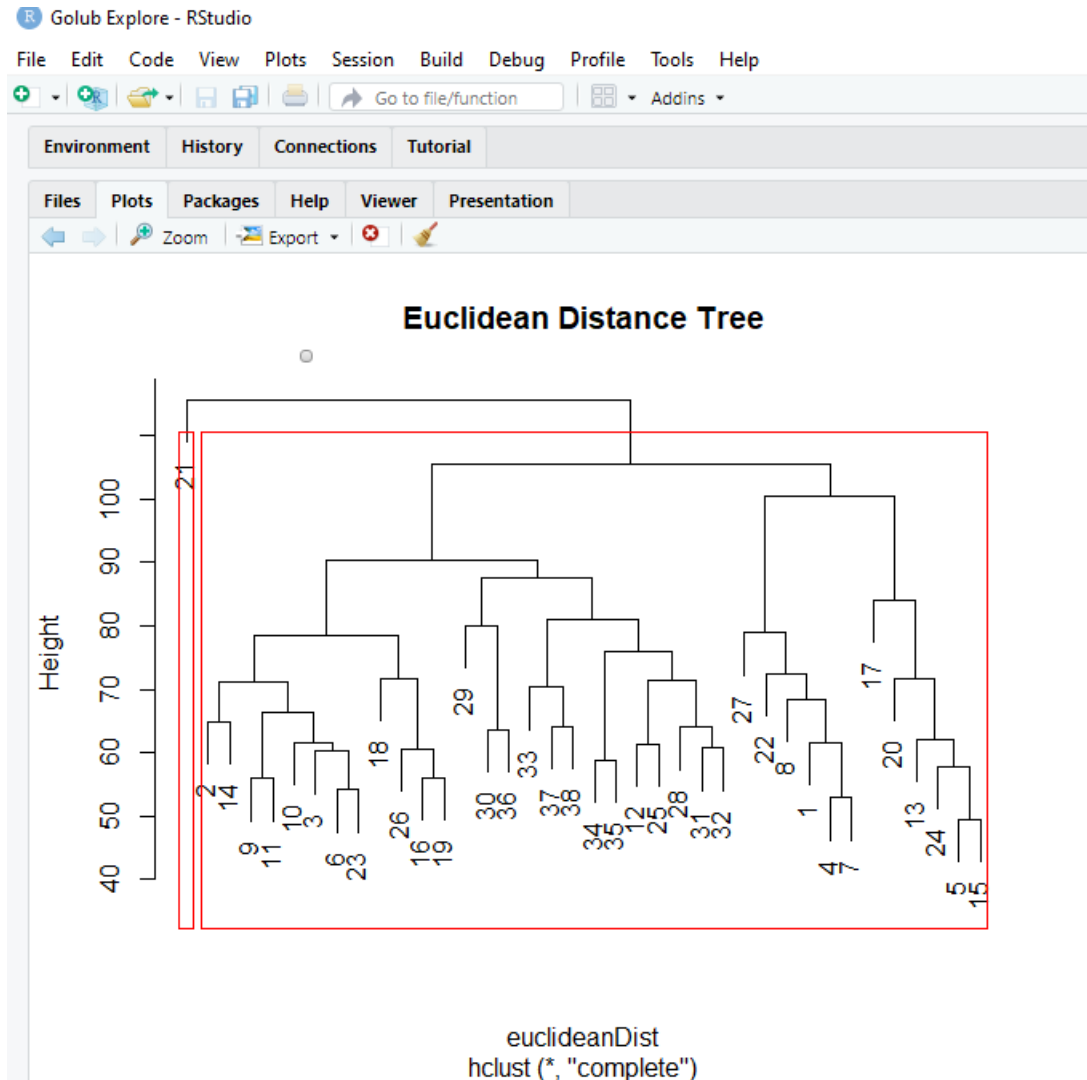 Golub Explore - RStudio
File Edit Code View Plots Session Build Debug Profile Tools Help
Go to file/function Addins
Environment History Connections Tutorial
Files Plots Packages Help Viewer Presentation
Zoom Export
Euclidean Distance Tree
Height
40 50 60 70 80 90 100
21
2 14 9 11 10 3 6 23 18 26 16 19 29 30 36 33 37 38 34 35 12 25 28 31 32 27 22 8 1 4 7 17 20 13 24 5 15
euclideanDist
hclust (*, "complete")